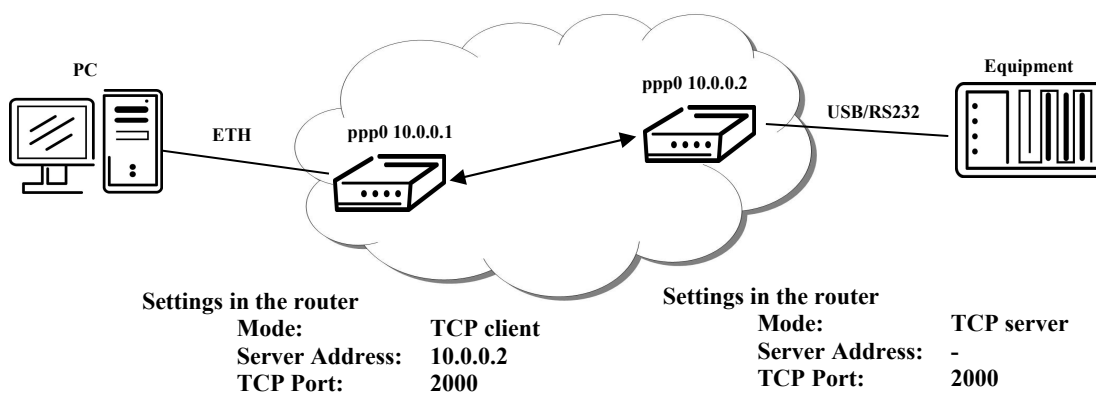 PC
ETH
ppp0 10.0.0.1
ppp0 10.0.0.2
USB/RS232
Equipment
Settings in the router
Mode: TCP client
Server Address: 10.0.0.2
TCP Port: 2000
Settings in the router
Mode: TCP server
Server Address: -
TCP Port: 2000